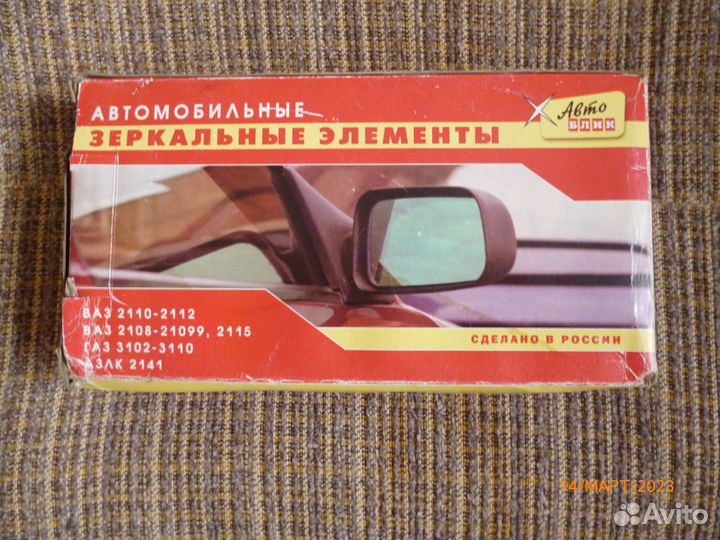 АВТОМОБИЛЬНЫЕ
ЗЕРКАЛЬНЫЕ ЭЛЕМЕНТЫ
Авто
БЛИК
ВАЗ 2110-2112
ВАЗ 2108-21099, 2115
ГАЗ 3102-3110
АЗЛК 2141
СДЕЛАНО В РОССИИ
14/МАРТ/2023
Avito